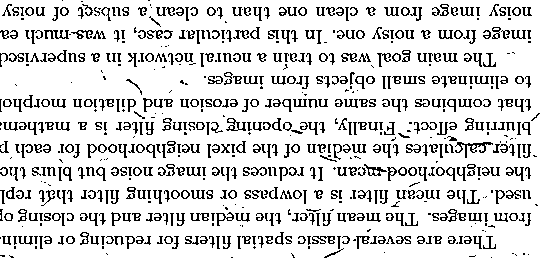 There are several classic spatial filters for reducing or elimin
from images. The mean filter, the median filter and the closing op
used. The mean filter is a lowpass or smoothing filter that repl
the neighborhood mean. It reduces the image noise but blurs the
filter calculates the median of the pixel neighborhood for each p
blurring effect. Finally, the opening closing filter is a mathema
that combines the same number of erosion and dilation morpholo
to eliminate small objects from images.
The main goal was to train a neural network in a supervised
image from a noisy one. In this particular case, it was much ea
noisy image from a clean one than to clean a subset of noisy